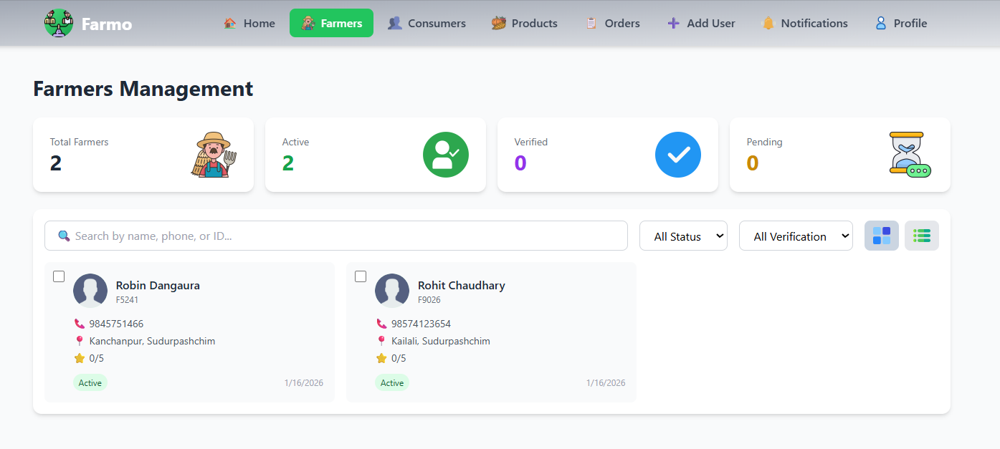 Farmo
Home
Farmers
Consumers
Products
Orders
Add User
Notifications
Profile
Farmers Management
Total Farmers
2
Active
2
Verified
0
Pending
0
Search by name, phone, or ID...
All Status
All Verification
Robin Dangaura
F5241
9845751466
Kanchanpur, Sudurpashchim
0/5
Active
1/16/2026
Rohit Chaudhary
F9026
98574123654
Kailali, Sudurpashchim
0/5
Active
1/16/2026